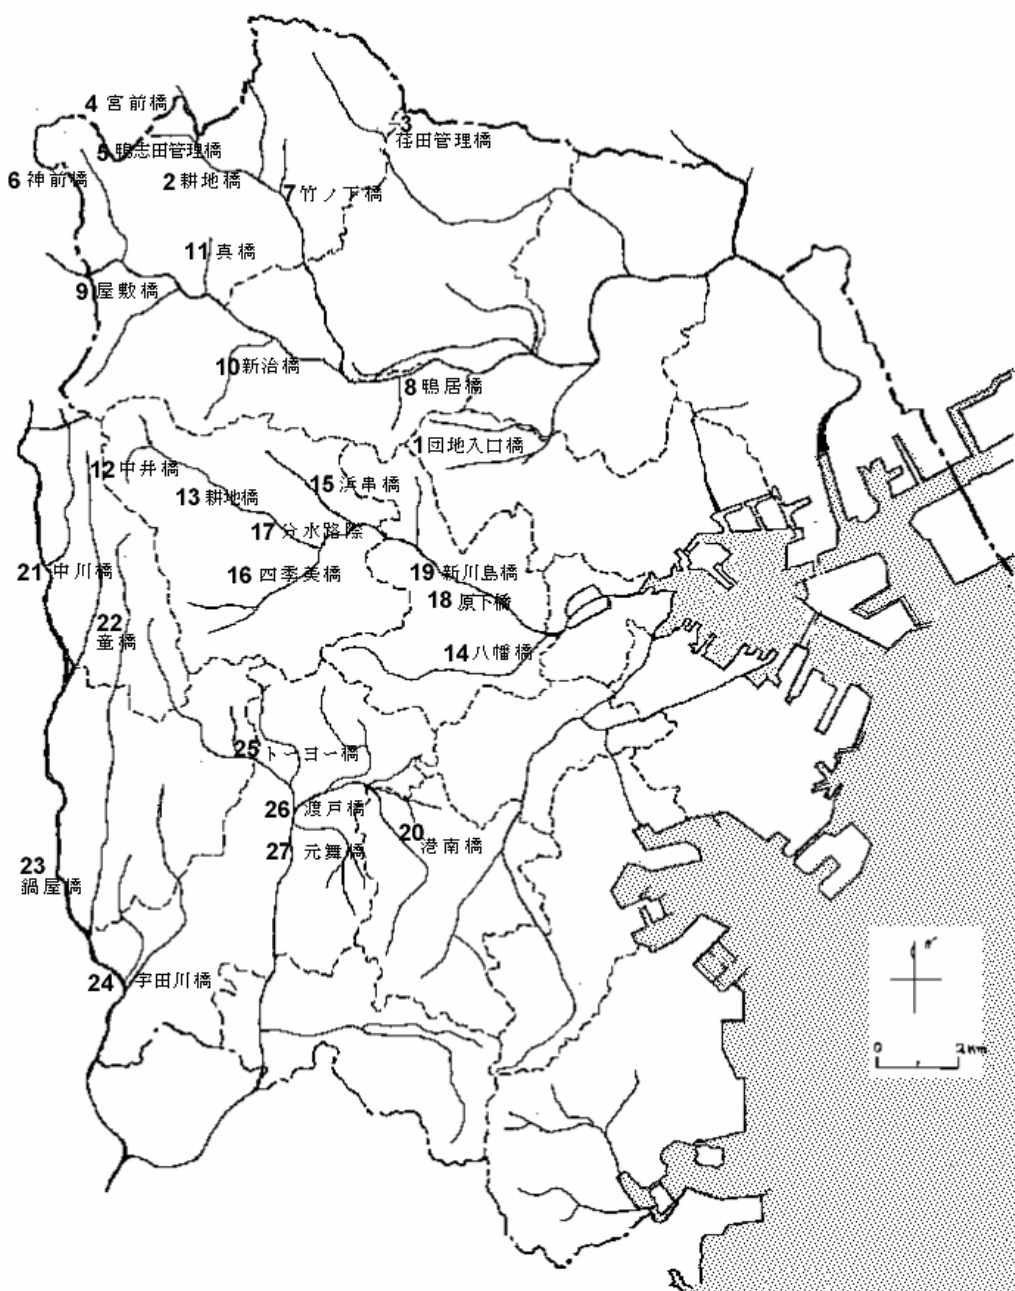 4 宮前橋
3
荏田管理橋
5 鴨志田管理橋
6 神前橋
2 耕地橋
7 竹ノ下橋
11 真橋
9 屋敷橋
10 新治橋
8 鴨居橋
1 団地入口橋
12 中井橋
15 浜串橋
13 耕地橋
17 分水路際
21 中川橋
16 四季美橋
19 新川島橋
18 原下橋
22
童橋
14 八幡橋
25 トーヨー橋
26 渡戸橋
20
港南橋
27 元舞橋
23
鍋屋橋
24 宇田川橋
0 2Km